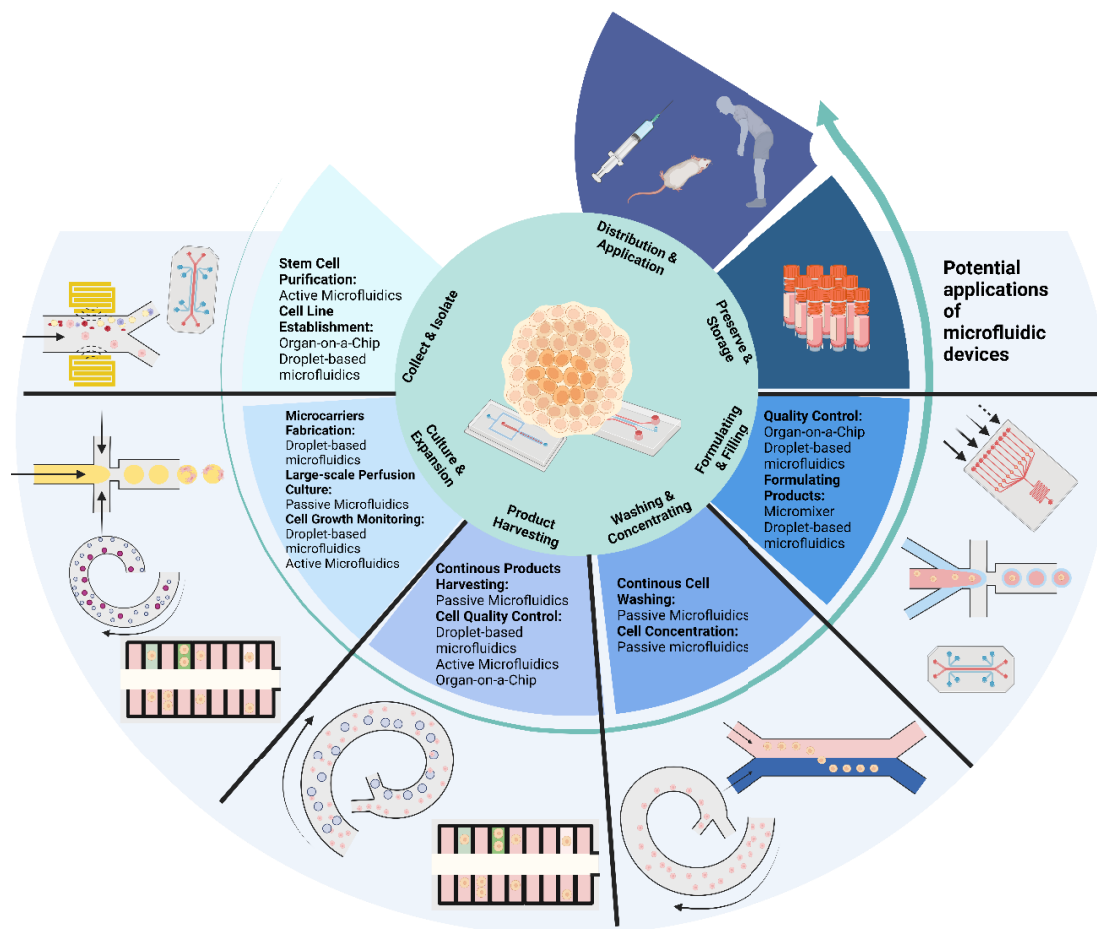 Distribution &
Application
Preserve &
Storage
Formulating
& Filling
Washing &
Concentrating
Product
Harvesting
Culture &
Expansion
Collect & Isolate
Stem Cell
Purification:
Active Microfluidics
Cell Line
Establishment:
Organ-on-a-Chip
Droplet-based
microfluidics
Microcarriers
Fabrication:
Droplet-based
microfluidics
Large-scale Perfusion
Culture:
Passive Microfluidics
Cell Growth Monitoring:
Droplet-based
microfluidics
Active Microfluidics
Continous Products
Harvesting:
Passive Microfluidics
Cell Quality Control:
Droplet-based
microfluidics
Active Microfluidics
Organ-on-a-Chip
Continous Cell
Washing:
Passive Microfluidics
Cell Concentration:
Passive microfluidics
Quality Control:
Organ-on-a-Chip
Droplet-based
microfluidics
Formulating
Products:
Micromixer
Droplet-based
microfluidics
Potential
applications
of
microfluidic
devices